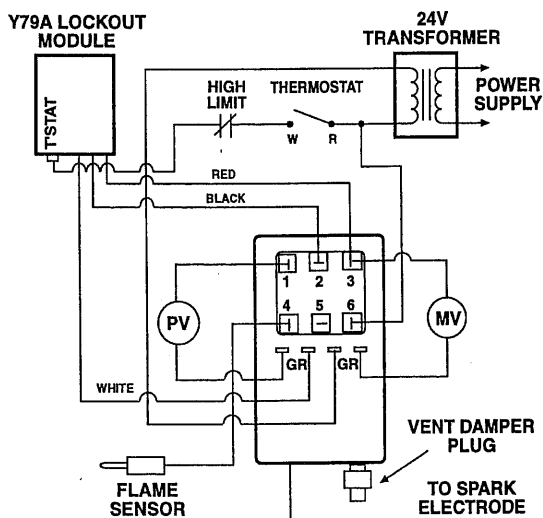 Y79A LOCKOUT
MODULE
24V
TRANSFORMER
HIGH
LIMIT
THERMOSTAT
POWER
SUPPLY
T'STAT
W
R
RED
BLACK
1
2
3
4
5
6
PV
MV
GR
GR
WHITE
VENT DAMPER
PLUG
FLAME
SENSOR
TO SPARK
ELECTRODE